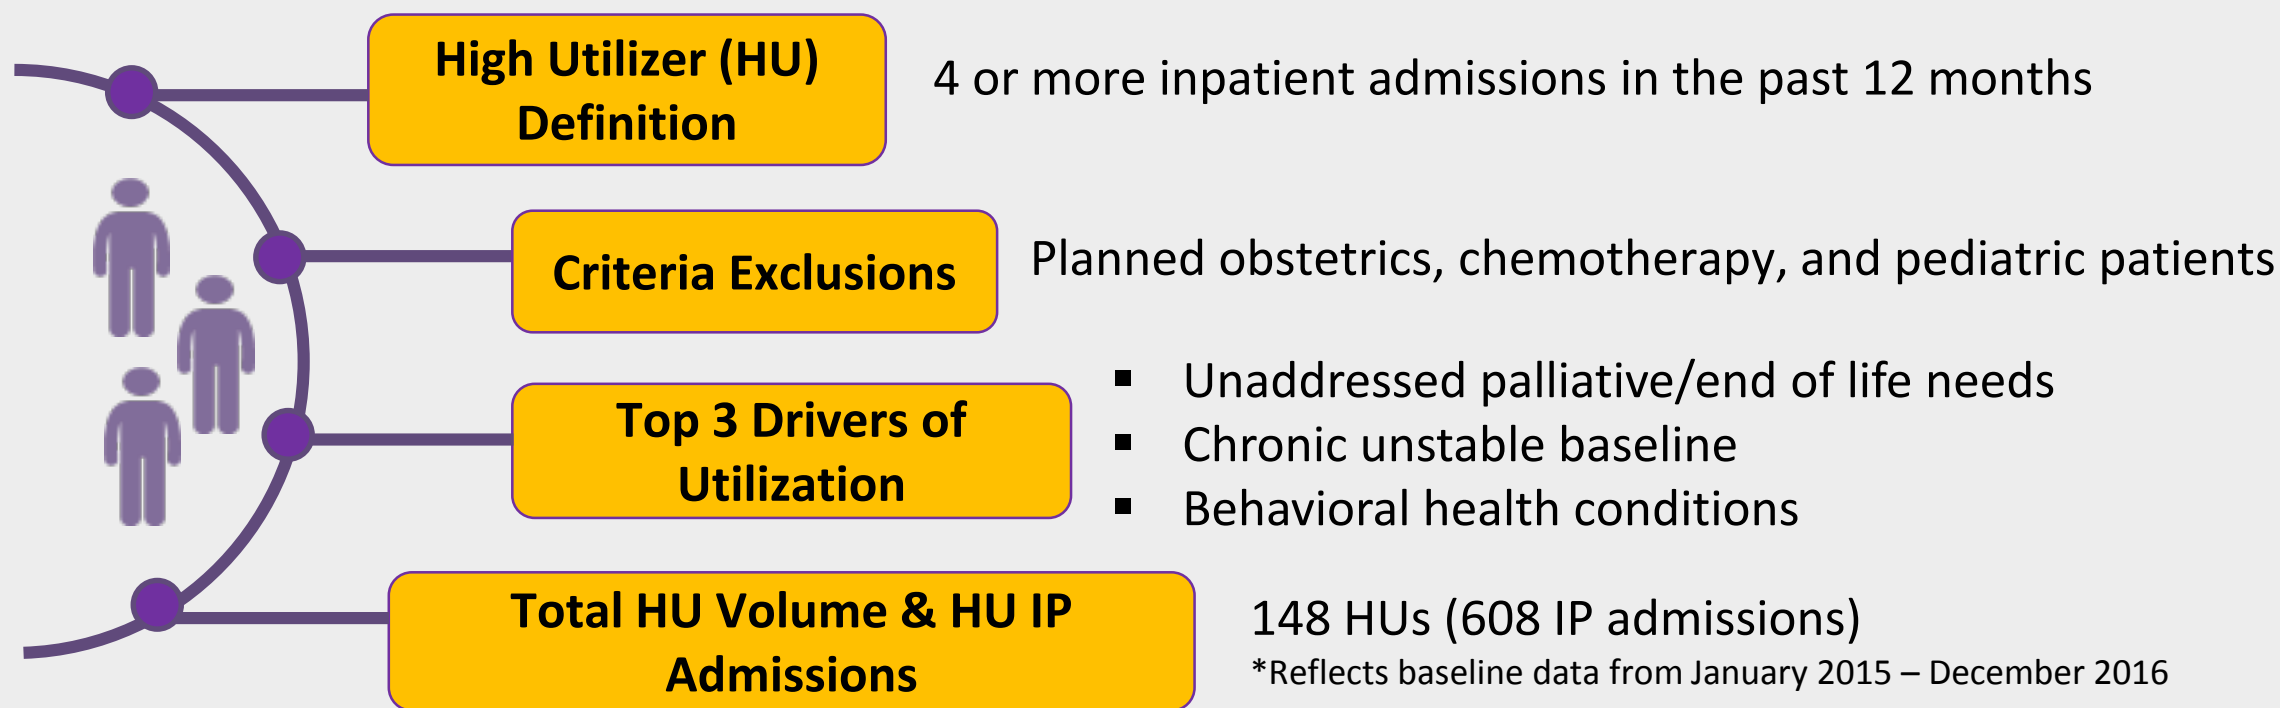 High Utilizer (HU)
Definition
4 or more inpatient admissions in the past 12 months
Criteria Exclusions
Planned obstetrics, chemotherapy, and pediatric patients
Top 3 Drivers of
Utilization
▪ Unaddressed palliative/end of life needs
▪ Chronic unstable baseline
▪ Behavioral health conditions
Total HU Volume & HU IP
Admissions
148 HUs (608 IP admissions)
*Reflects baseline data from January 2015 – December 2016